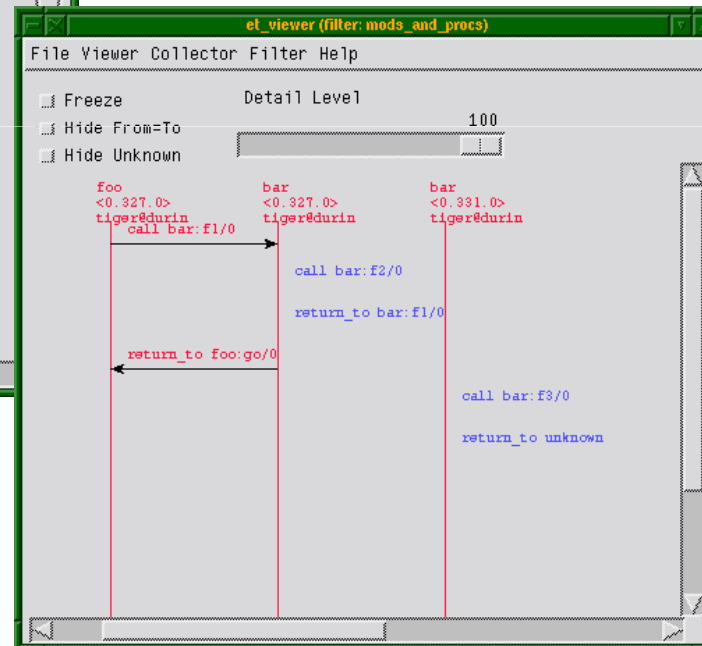 et_viewer (filter: mods_and_procs)
File Viewer Collector Filter Help
Freeze
Detail Level
Hide From=To
100
Hide Unknown
foo
<0.327.0>
tiger@durin
bar
<0.327.0>
tiger@durin
bar
<0.331.0>
tiger@durin
call bar:f1/0
call bar:f2/0
return_to bar:f1/0
return_to foo:go/0
call bar:f3/0
return_to unknown